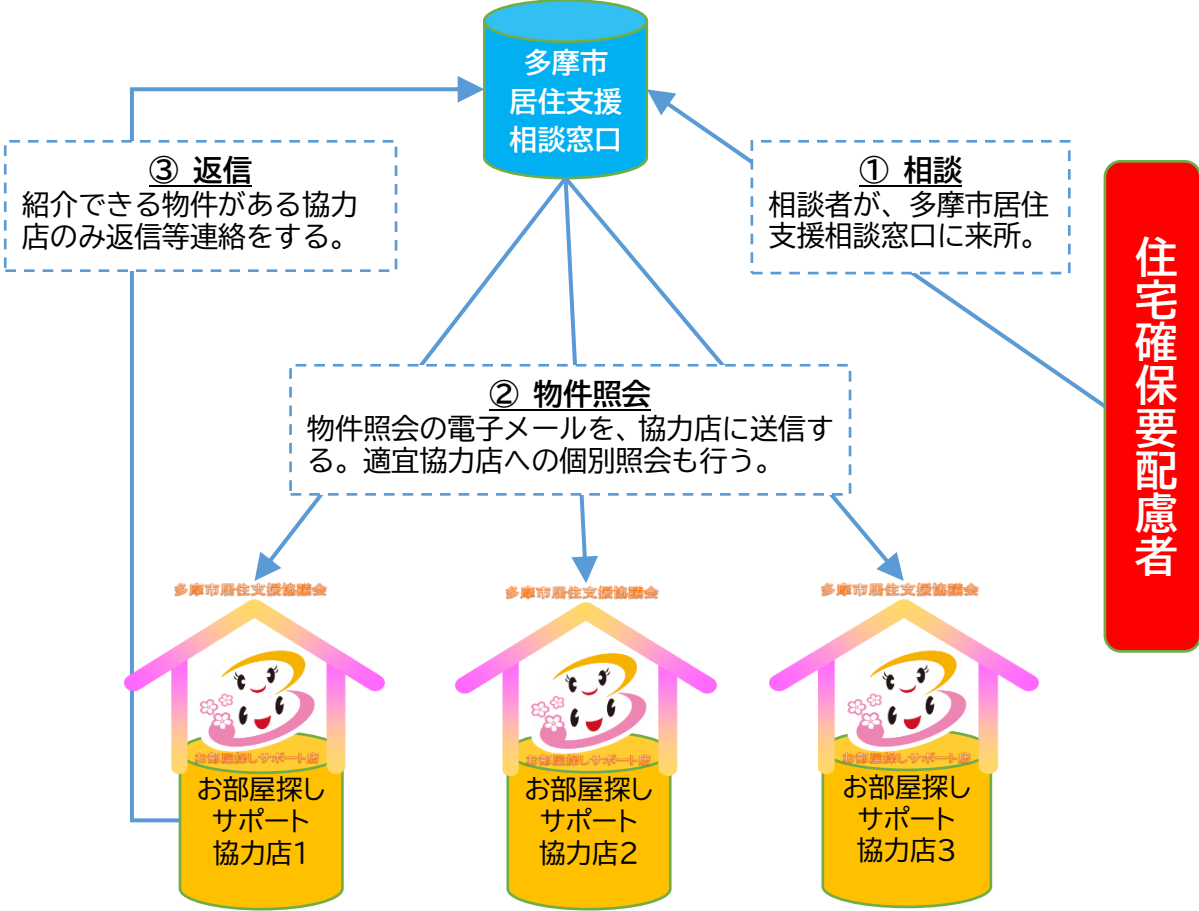 多摩市
居住支援
相談窓口
③ 返信
紹介できる物件がある協力
店のみ返信等連絡をする。
① 相談
相談者が、多摩市居住
支援相談窓口に来所。
住宅確保要配慮者
② 物件照会
物件照会の電子メールを、協力店に送信す
る。適宜協力店への個別照会も行う。
多摩市居住支援協議会
お部屋探しサポート店
お部屋探し
サポート
協力店1
多摩市居住支援協議会
お部屋探しサポート店
お部屋探し
サポート
協力店2
多摩市居住支援協議会
お部屋探しサポート店
お部屋探し
サポート
協力店3